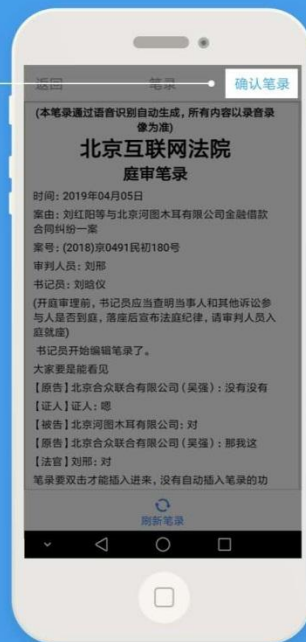 返回 笔录 确认笔录
(本笔录通过语音识别自动生成，所有内容以录音录
像为准)
北京互联网法院
庭审笔录
时间：2019年04月05日
案由：刘红阳等与北京河图木耳有限公司金融借款
合同纠纷一案
案号：(2018)京0491民初180号
审判人员：刘邢
书记员：刘晗仪
(开庭审理前，书记员应当查明当事人和其他诉讼参
与人是否到庭，落座后宣布法庭纪律，请审判人员入
庭就座)
书记员开始编辑笔录了。
大家要是能看见
【原告】北京合众联合有限公司（吴强）：没有没有
【证人】证人：嗯
【被告】北京河图木耳有限公司：对
【原告】北京合众联合有限公司（吴强）：那我这
【法官】刘邢：对
笔录要双击才能插入进来，没有自动插入笔录的功
刷新笔录